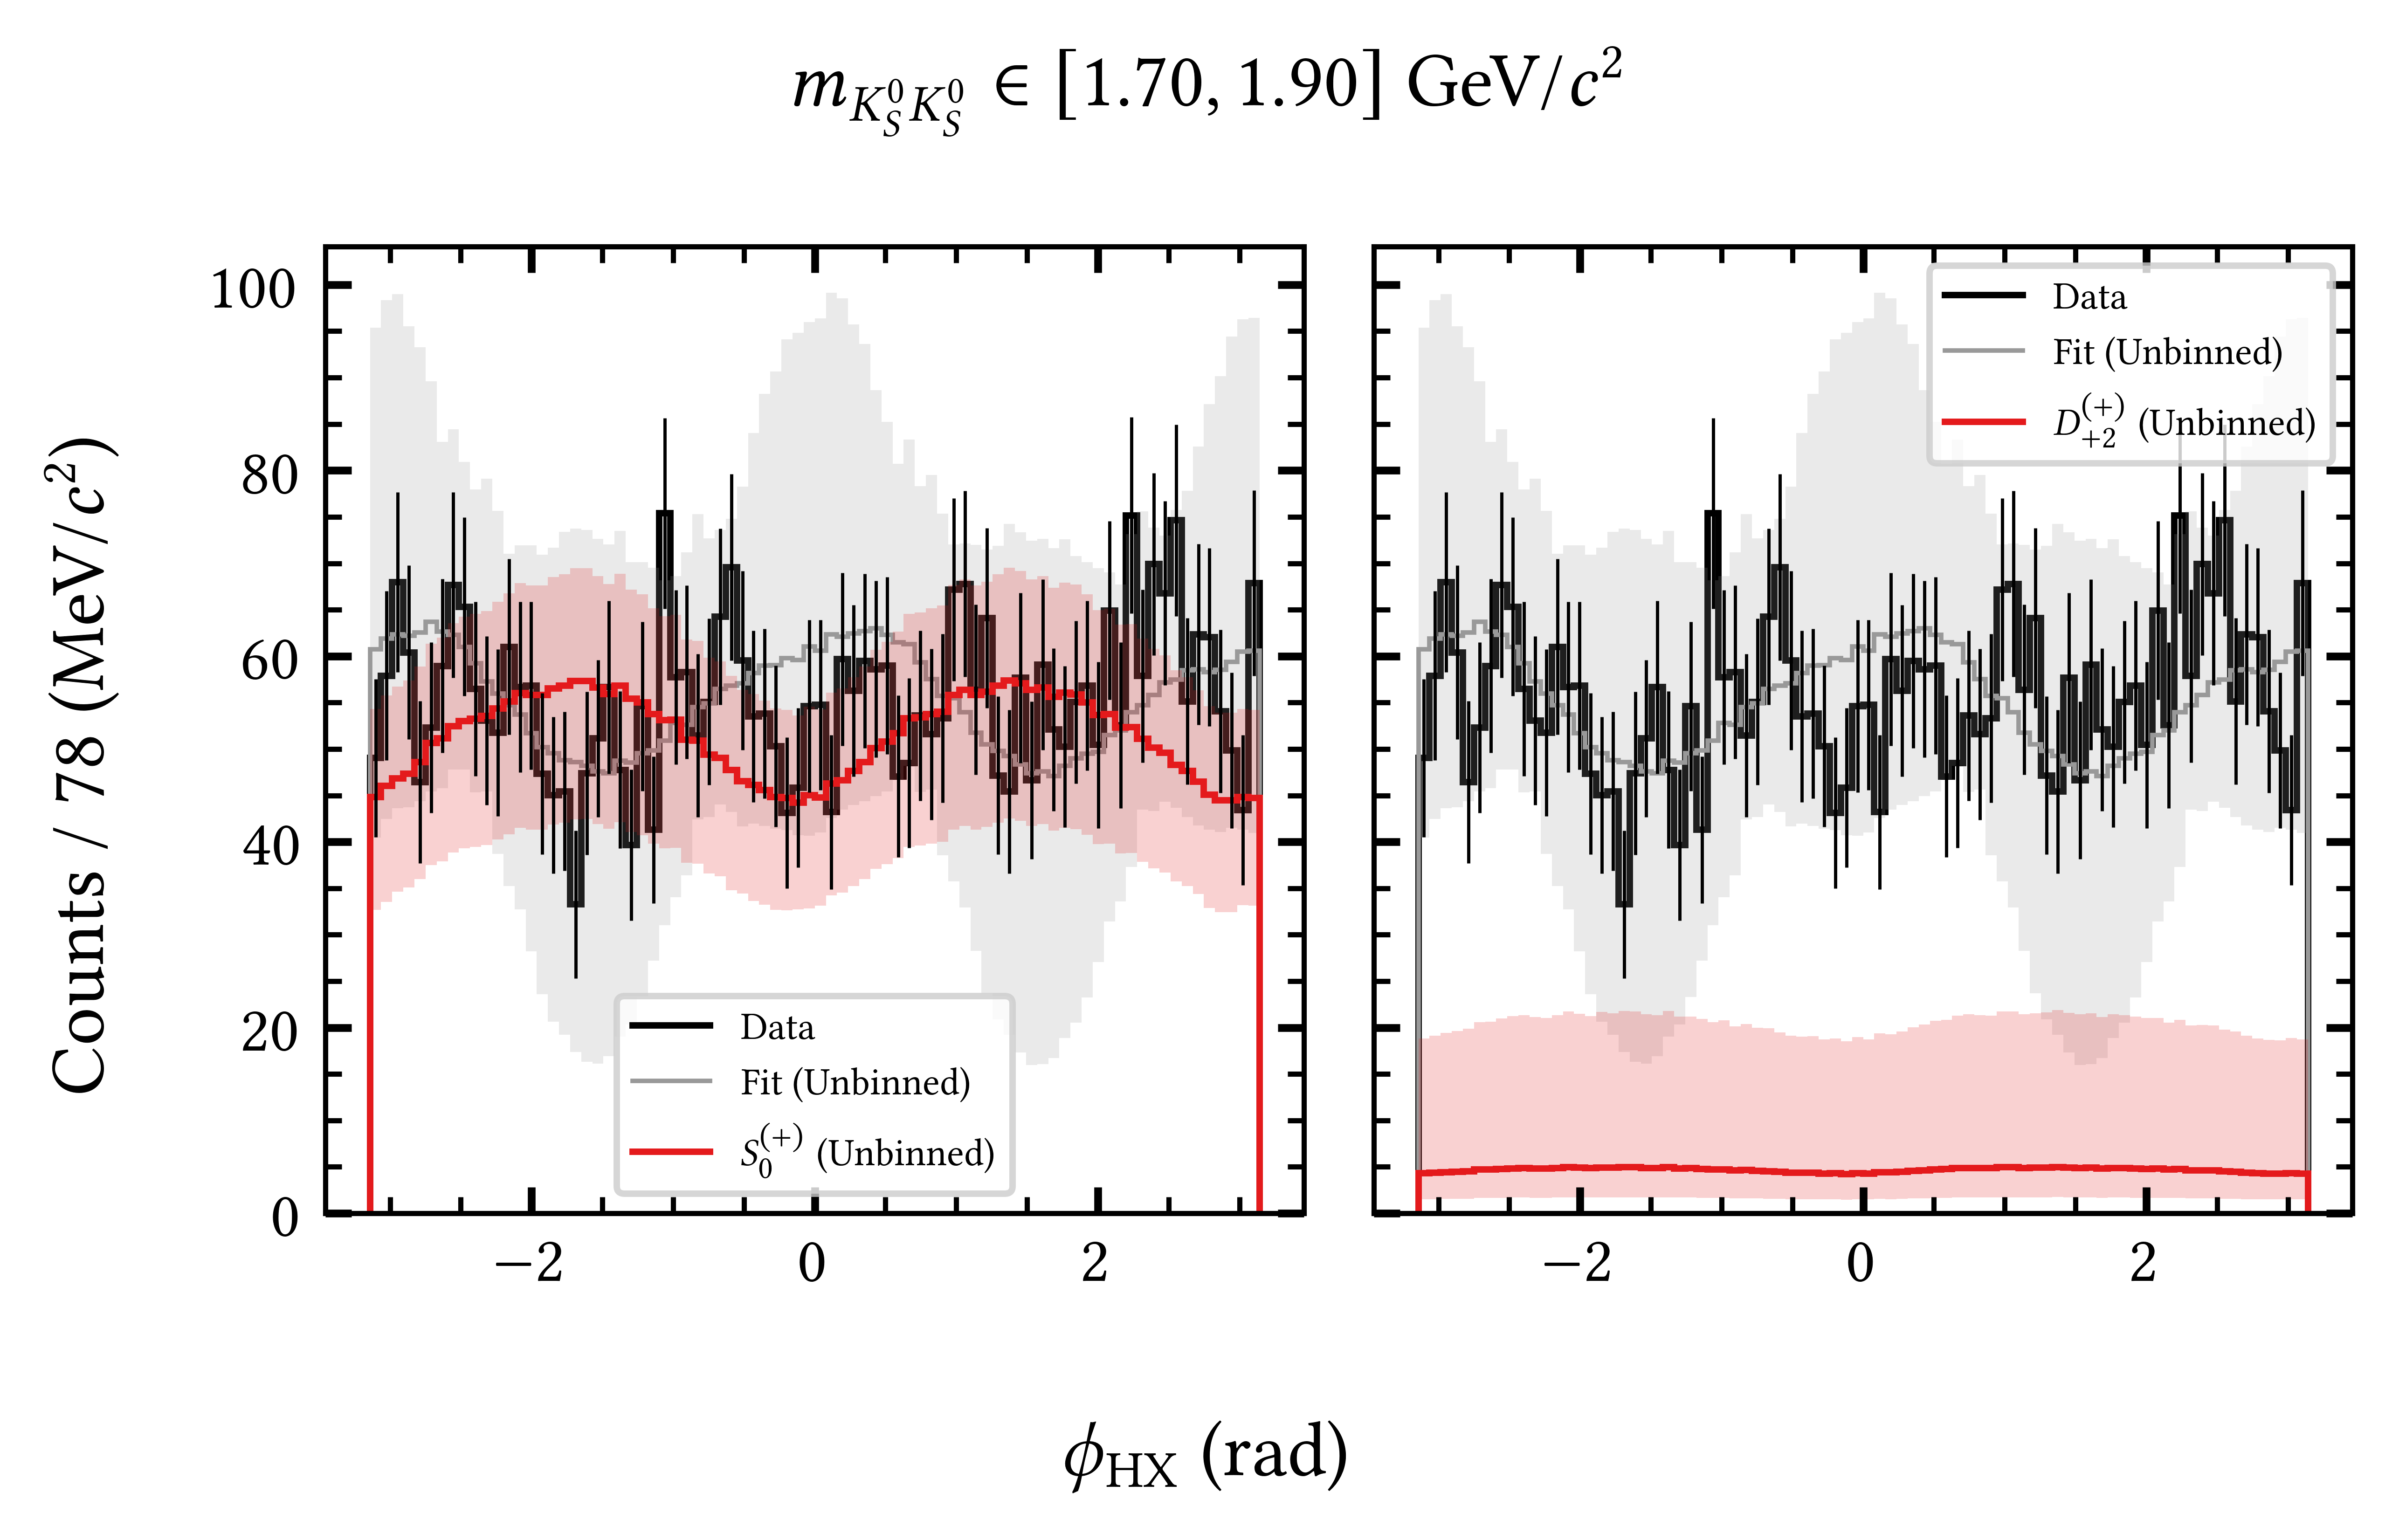 m_{K_S^0 K_S^0} ∈ [1.70, 1.90] GeV/c²
Counts / 78 (MeV/c²)
100
80
60
40
20
0
Data
Fit (Unbinned)
S_0^{(+)} (Unbinned)
Data
Fit (Unbinned)
D_{+2}^{(+)} (Unbinned)
−2 0 2
−2 0 2
ϕ_{HX} (rad)